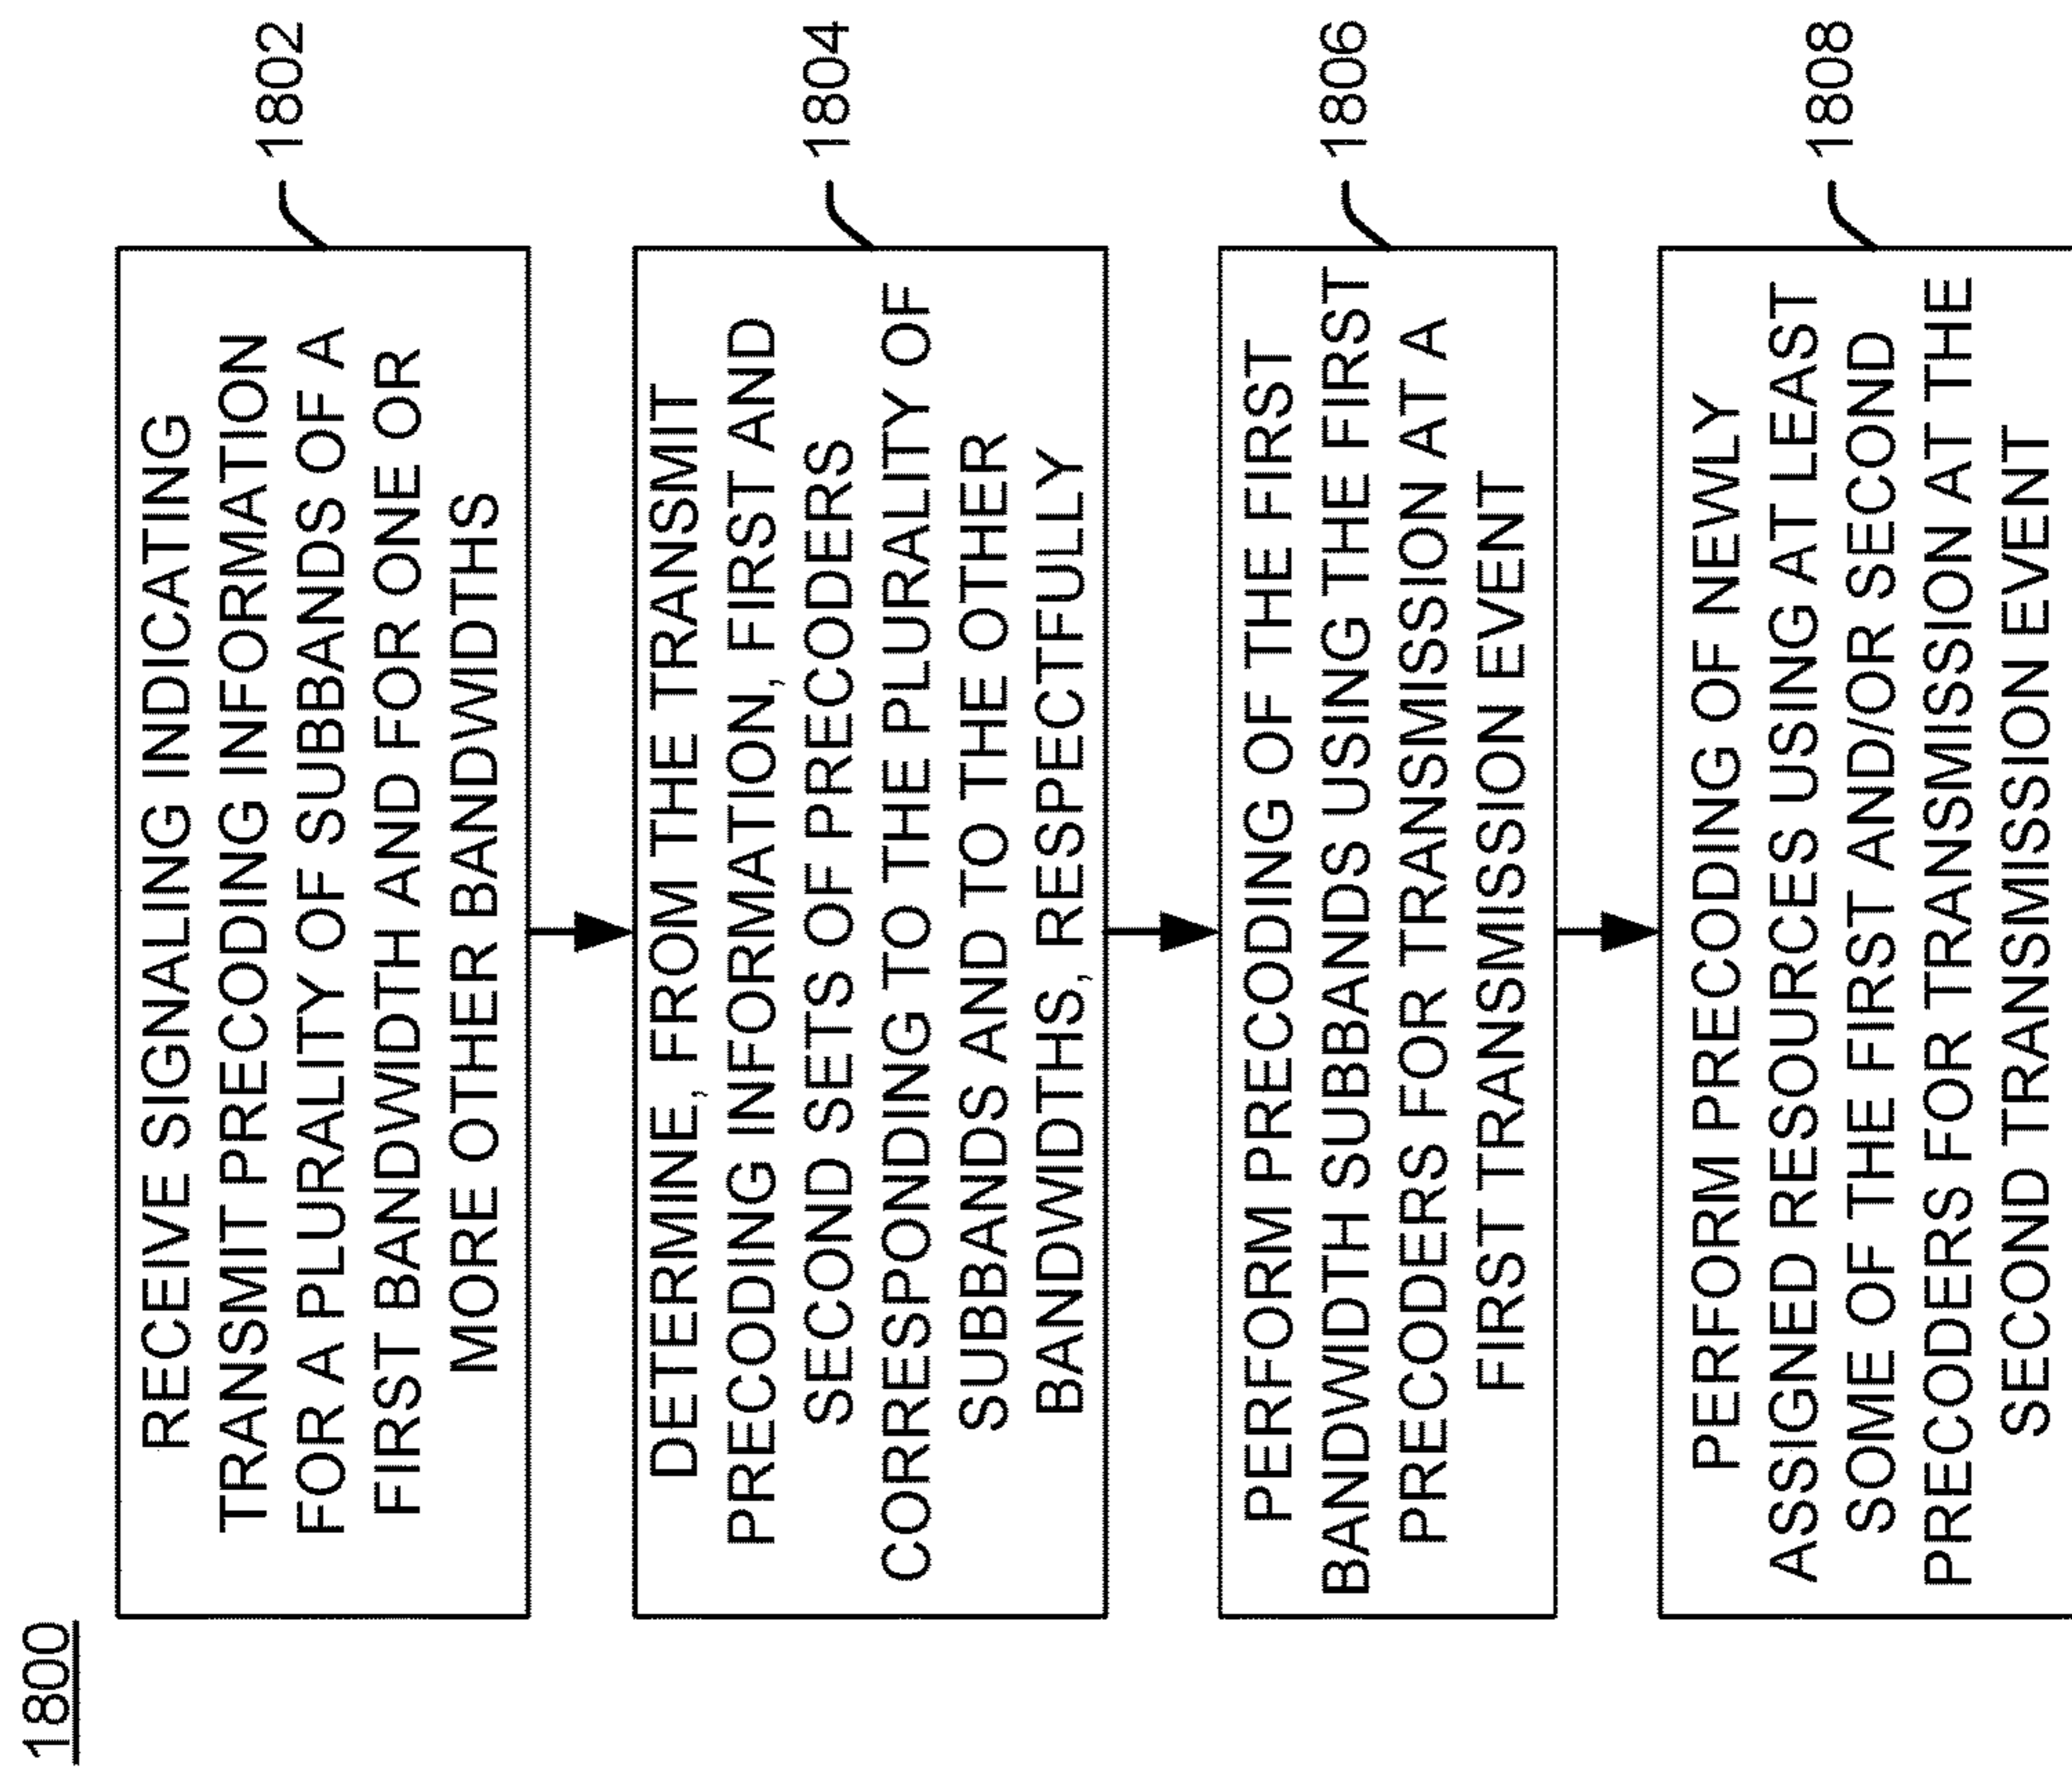 1800
RECEIVE SIGNALING INDICATING
TRANSMIT PRECODING INFORMATION
FOR A PLURALITY OF SUBBANDS OF A
FIRST BANDWIDTH AND FOR ONE OR
MORE OTHER BANDWIDTHS
1802
DETERMINE, FROM THE TRANSMIT
PRECODING INFORMATION, FIRST AND
SECOND SETS OF PRECODERS
CORRESPONDING TO THE PLURALITY OF
SUBBANDS AND TO THE OTHER
BANDWIDTHS, RESPECTFULLY
1804
PERFORM PRECODING OF THE FIRST
BANDWIDTH SUBBANDS USING THE FIRST
PRECODERS FOR TRANSMISSION AT A
FIRST TRANSMISSION EVENT
1806
PERFORM PRECODING OF NEWLY
ASSIGNED RESOURCES USING AT LEAST
SOME OF THE FIRST AND/OR SECOND
PRECODERS FOR TRANSMISSION AT THE
SECOND TRANSMISSION EVENT
1808